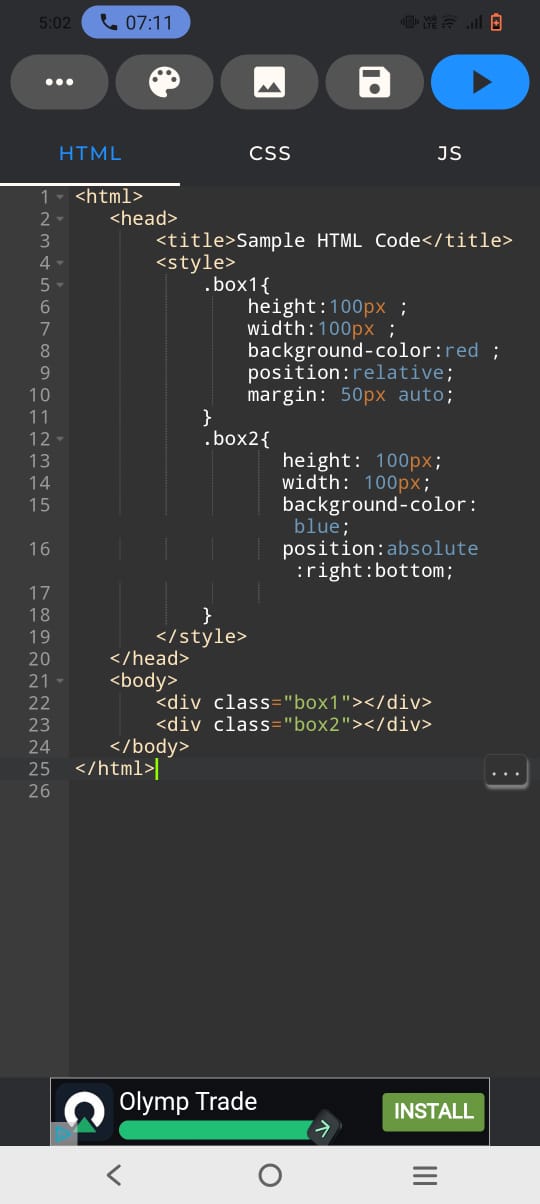 5:02 07:11 Vo) LTE
HTML CSS JS
1 <html>
2 <head>
3 <title>Sample HTML Code</title>
4 <style>
5 .box1{
6 height:100px ;
7 width:100px ;
8 background-color:red ;
9 position:relative;
10 margin: 50px auto;
11 }
12 .box2{
13 height: 100px;
14 width: 100px;
15 background-color:
blue;
16 position:absolute
:right:bottom;
17
18 }
19 </style>
20 </head>
21 <body>
22 <div class="box1"></div>
23 <div class="box2"></div>
24 </body>
25 </html>
...
26
Olymp Trade
INSTALL